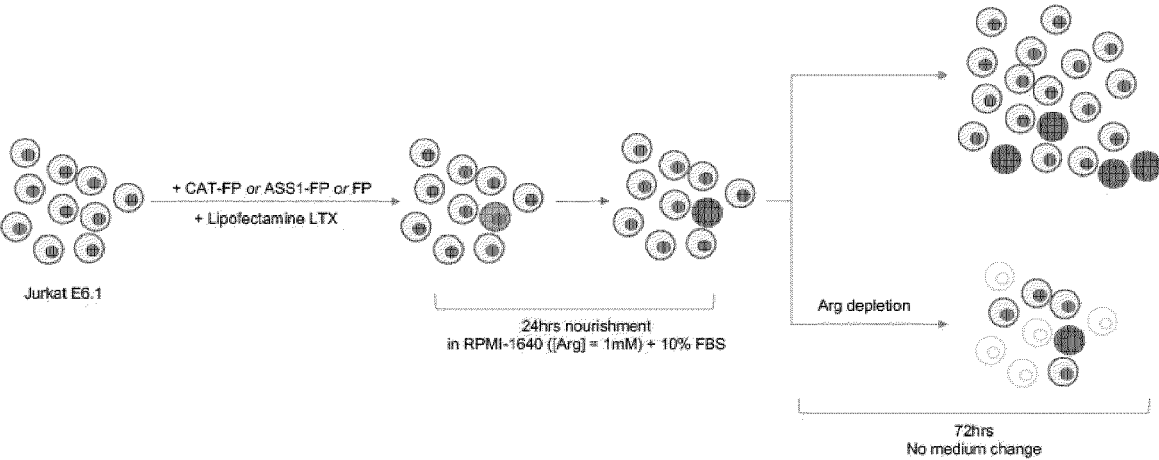 Jurkat E6.1
+ CAT-FP or ASS1-FP or FP
+ Lipofectamine LTX
24hrs nourishment
in RPMI-1640 ([Arg] = 1mM) + 10% FBS
Arg depletion
72hrs
No medium change